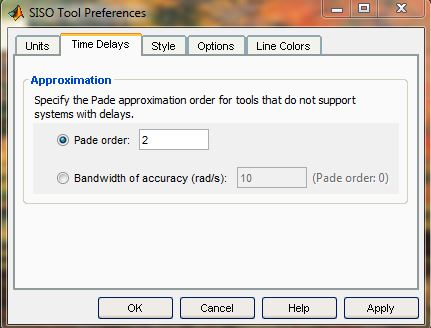 SISO Tool Preferences
Units Time Delays Style Options Line Colors
Approximation
Specify the Pade approximation order for tools that do not support
systems with delays.
Pade order: 2
Bandwidth of accuracy (rad/s): 10 (Pade order: 0)
OK Cancel Help Apply